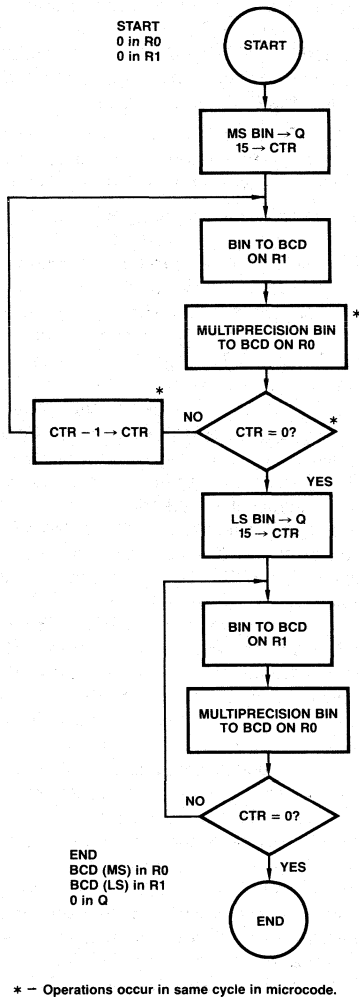 START
0 in R0
0 in R1
START
MS BIN → Q
15 → CTR
BIN TO BCD
ON R1
*
MULTIPRECISION BIN
TO BCD ON R0
*
CTR – 1 → CTR
NO
CTR = 0?
*
YES
LS BIN → Q
15 → CTR
BIN TO BCD
ON R1
MULTIPRECISION BIN
TO BCD ON R0
NO
CTR = 0?
YES
END
BCD (MS) in R0
BCD (LS) in R1
0 in Q
END
* – Operations occur in same cycle in microcode.